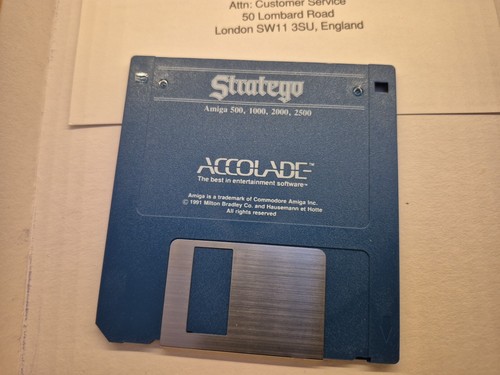 Attn: Customer Service
50 Lombard Road
London SW11 3SU, England
Stratego
Amiga 500, 1000, 2000, 2500
ACCOLADE™
The best in entertainment software™
Amiga is a trademark of Commodore Amiga Inc.
© 1991 Milton Bradley Co. and Hausemann et Hotte
All rights reserved